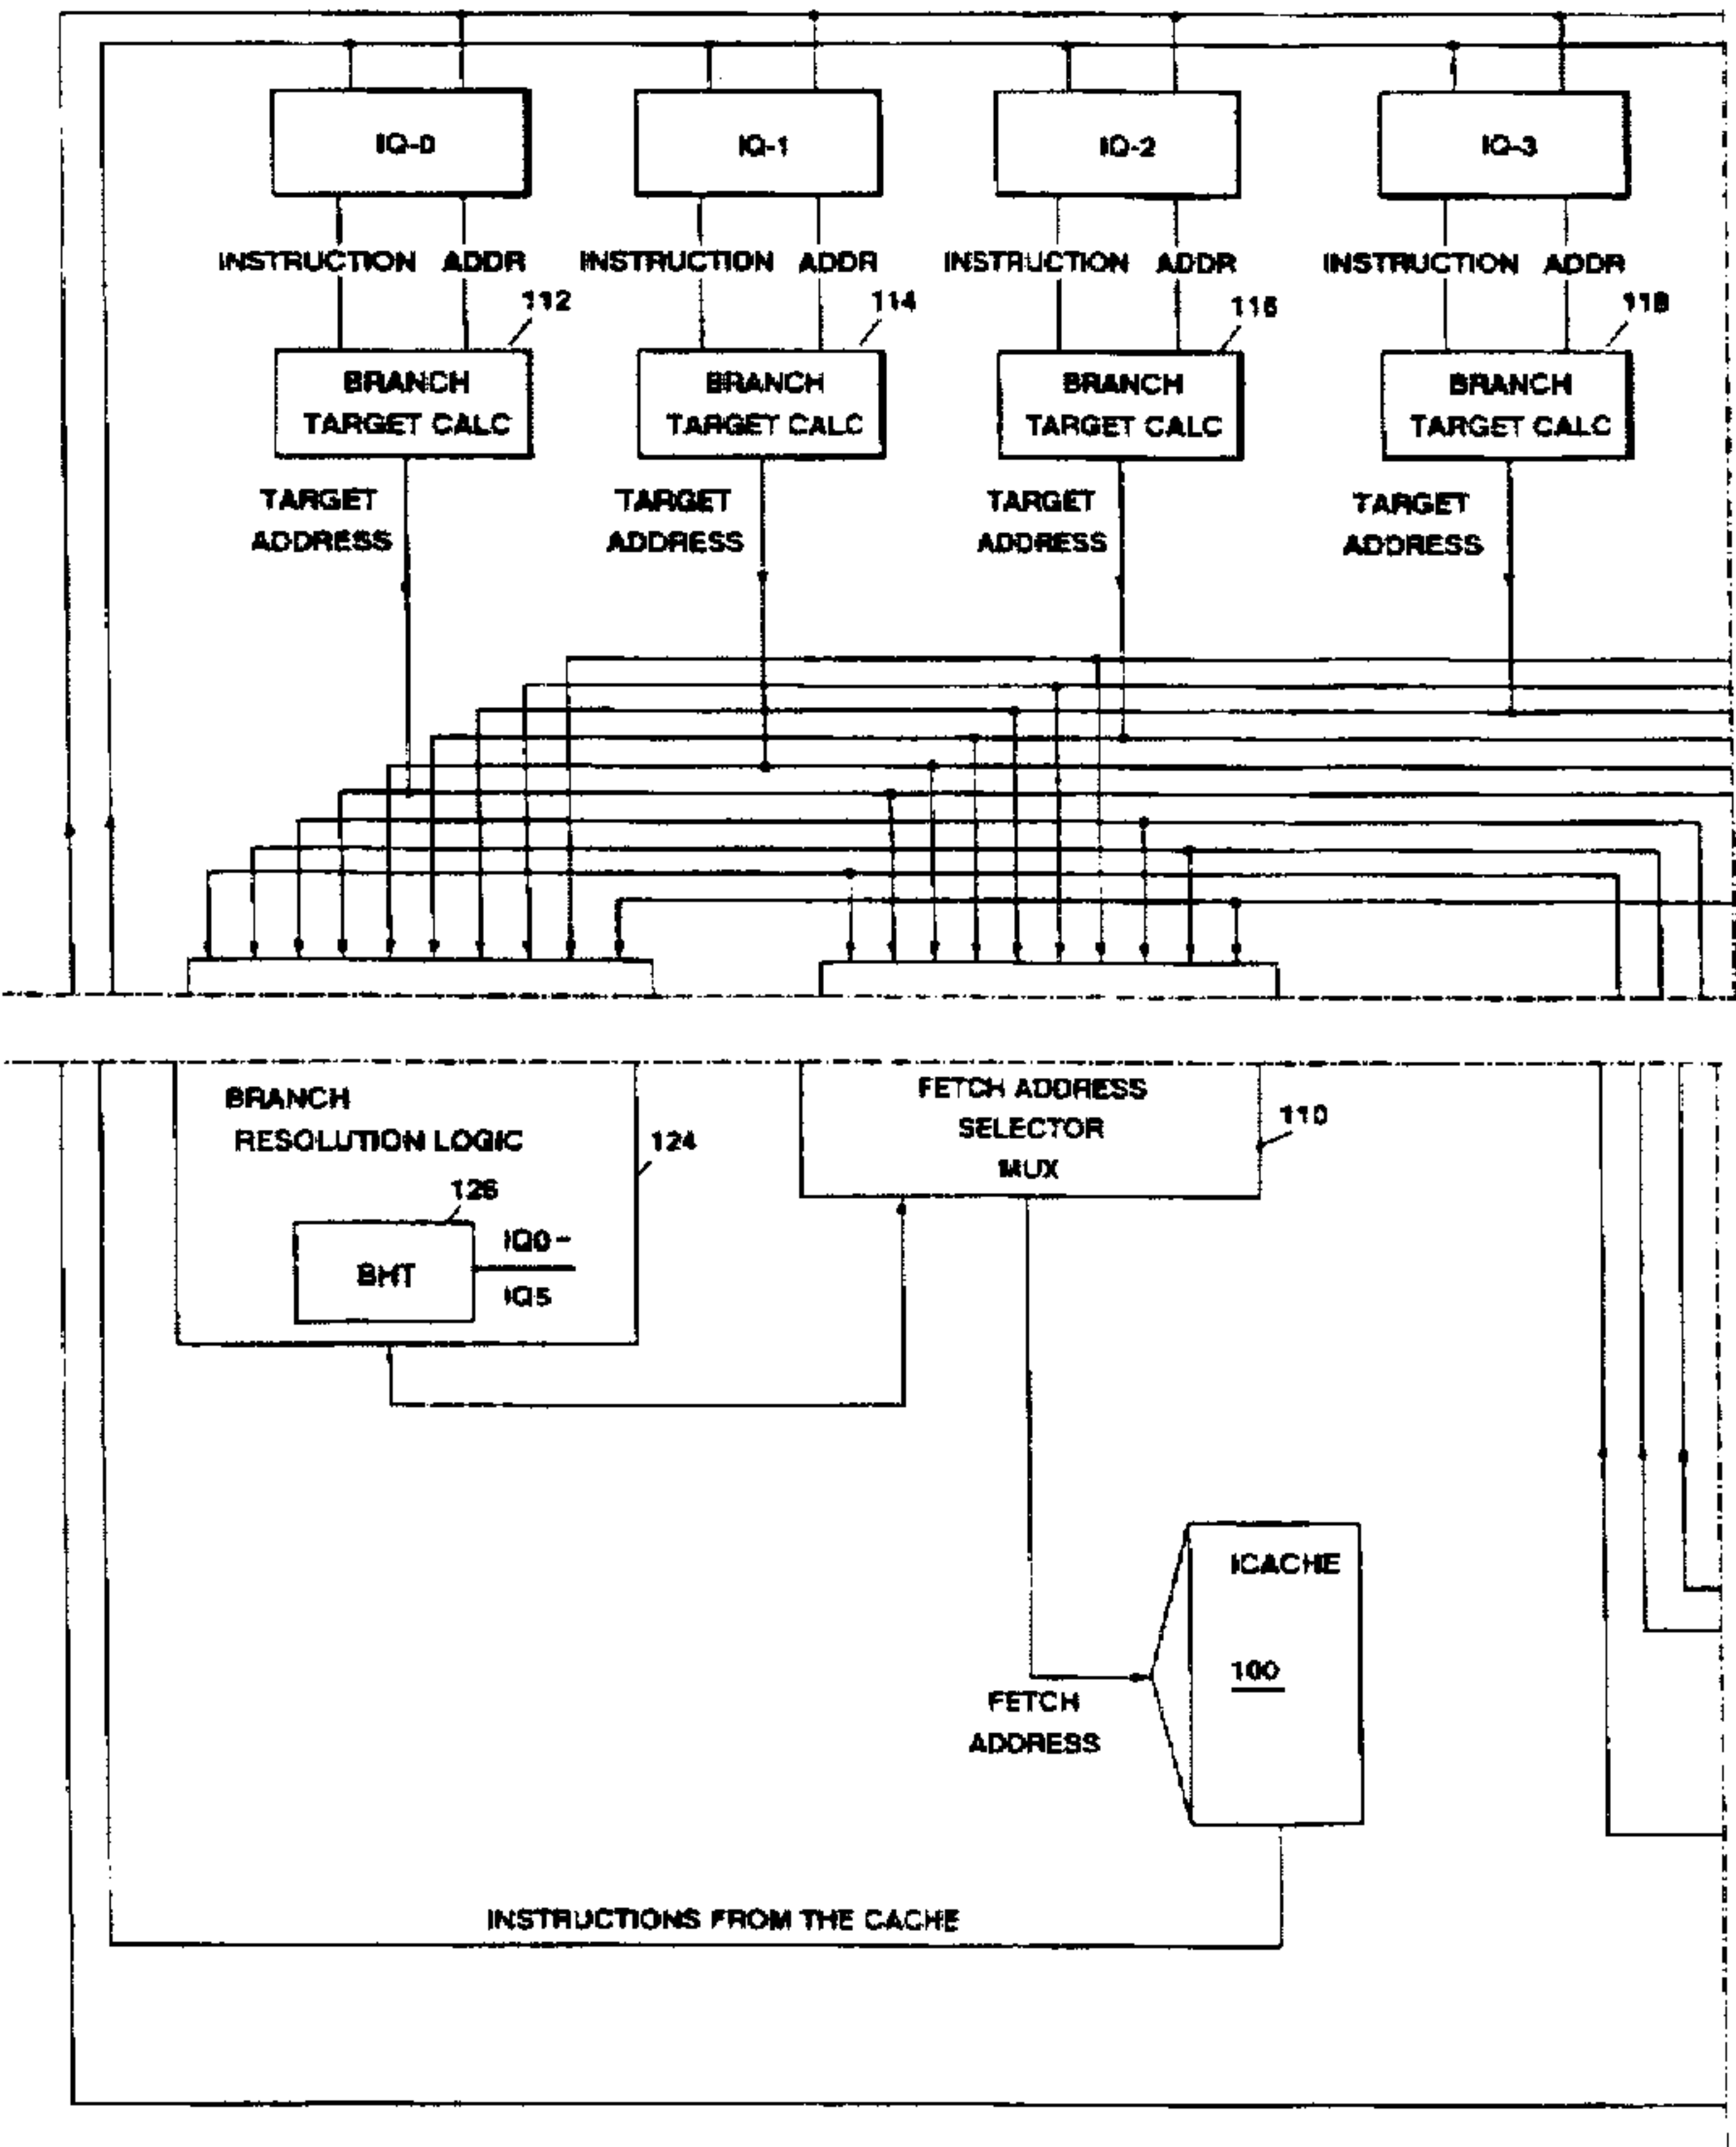 IQ-0 IQ-1 IQ-2 IQ-3
INSTRUCTION ADDR INSTRUCTION ADDR INSTRUCTION ADDR INSTRUCTION ADDR
112 114 116 118
BRANCH BRANCH BRANCH BRANCH
TARGET CALC TARGET CALC TARGET CALC TARGET CALC
TARGET TARGET TARGET TARGET
ADDRESS ADDRESS ADDRESS ADDRESS
BRANCH
RESOLUTION LOGIC
124
126
BHT
IQ0-
IQ5
FETCH ADDRESS
SELECTOR
MUX
110
ICACHE
100
FETCH
ADDRESS
INSTRUCTIONS FROM THE CACHE